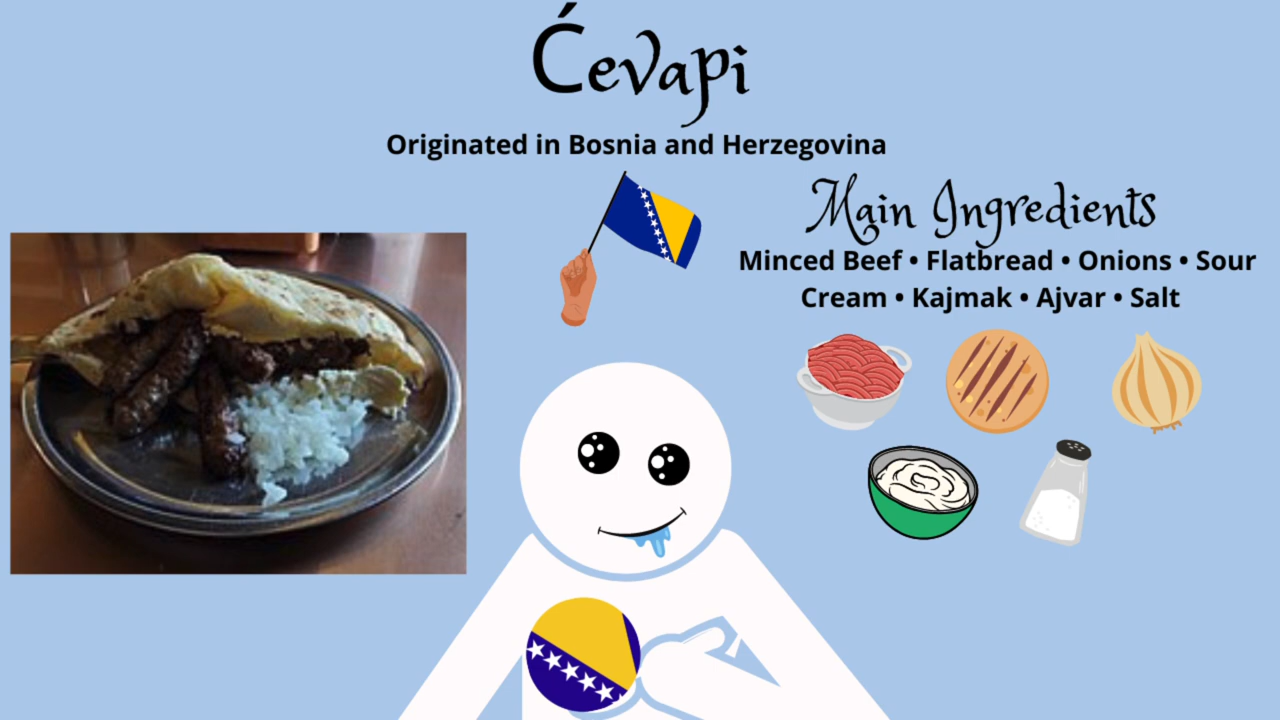 Ćevapi
Originated in Bosnia and Herzegovina
Main Ingredients
Minced Beef • Flatbread • Onions • Sour
Cream • Kajmak • Ajvar • Salt